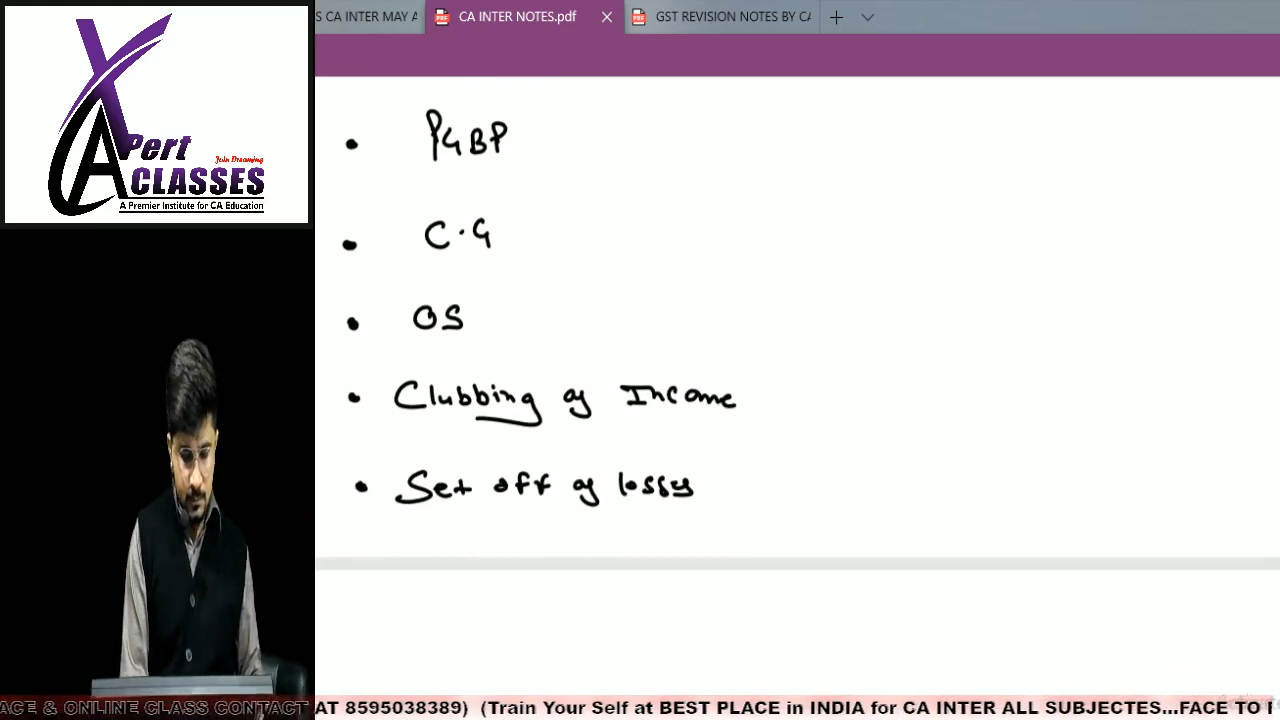 S CA INTER MAY A
CA INTER NOTES.pdf
GST REVISION NOTES BY CA
XPert
Join Dreaming
CA CLASSES
A Premier Institute for CA Education
• PGBP
• C.G
• OS
• Clubbing of Income
• Set off of losses
ACE & ONLINE CLASS CONTACT AT 8595038389) (Train Your Self at BEST PLACE in INDIA for CA INTER ALL SUBJECTES...FACE TO F